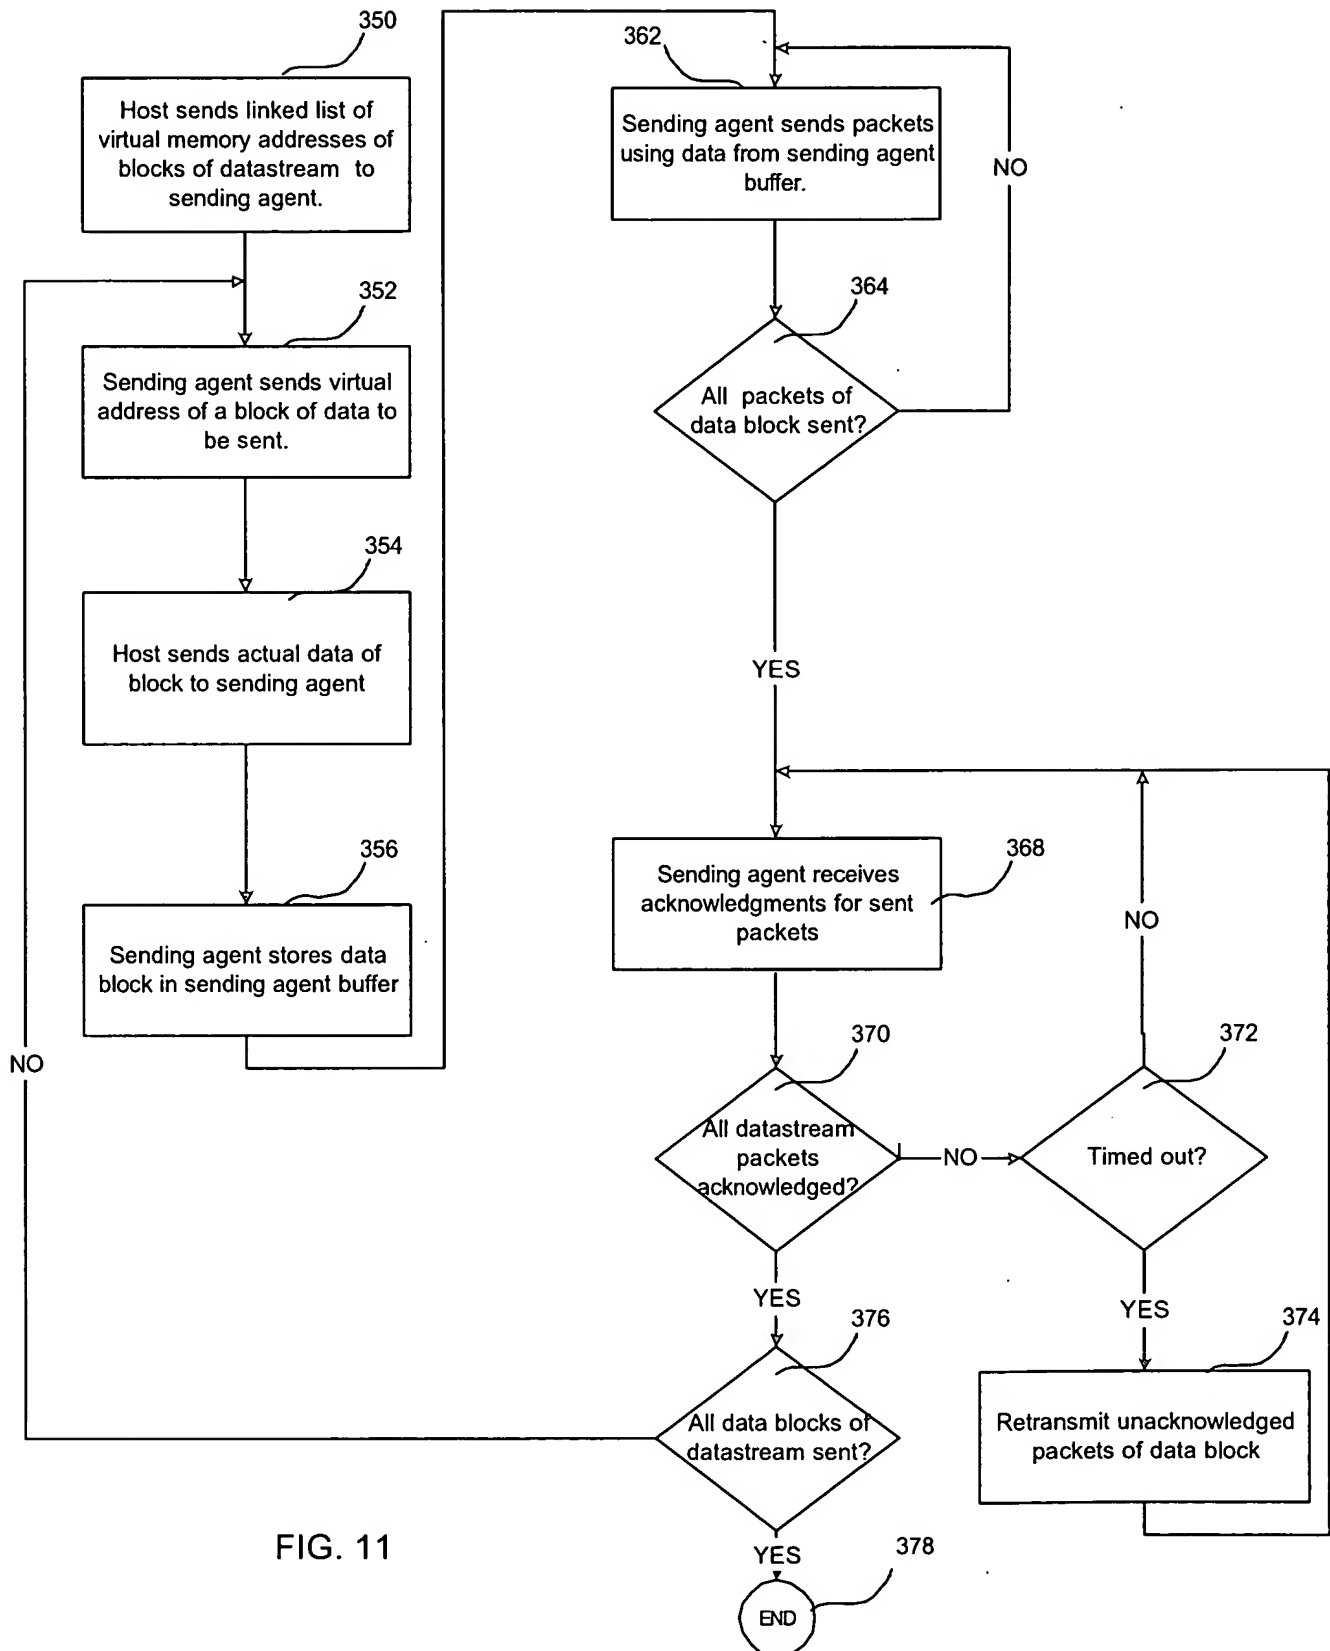 350
Host sends linked list of
virtual memory addresses of
blocks of datastream to
sending agent.
352
Sending agent sends virtual
address of a block of data to
be sent.
354
Host sends actual data of
block to sending agent
356
Sending agent stores data
block in sending agent buffer
NO
362
Sending agent sends packets
using data from sending agent
buffer.
NO
364
All packets of
data block sent?
YES
368
Sending agent receives
acknowledgments for sent
packets
NO
370
All datastream
packets
acknowledged?
NO
372
Timed out?
YES
YES
374
Retransmit unacknowledged
packets of data block
376
All data blocks of
datastream sent?
YES
378
END
FIG. 11